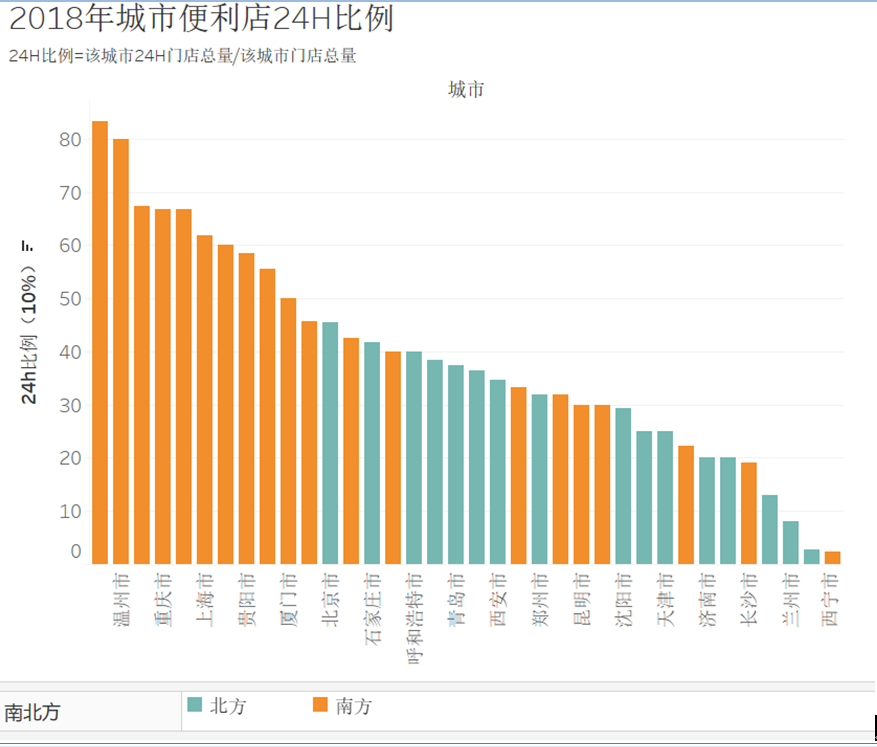 2018年城市便利店24H比例
24H比例=该城市24H门店总量/该城市门店总量
城市
24h比例（10%）
80
70
60
50
40
30
20
10
0
温州市
重庆市
上海市
贵阳市
厦门市
北京市
石家庄市
呼和浩特市
青岛市
西安市
郑州市
昆明市
沈阳市
天津市
济南市
长沙市
兰州市
西宁市
南北方
北方
南方